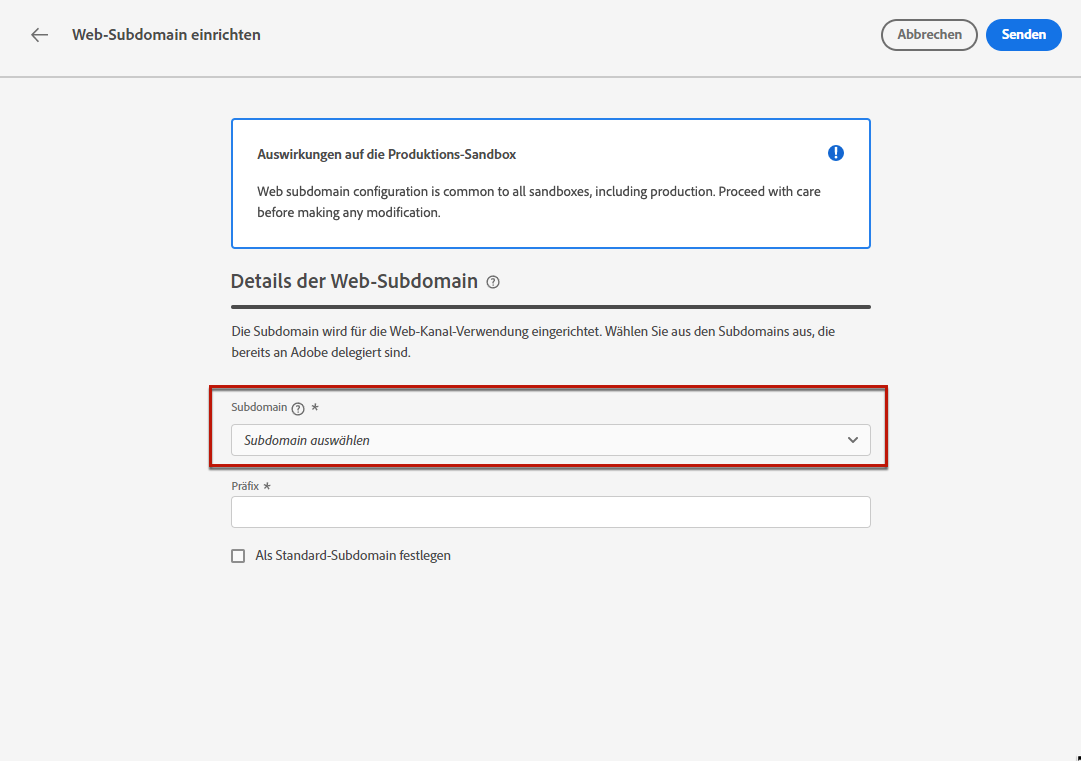 Web-Subdomain einrichten
Abbrechen
Senden
Auswirkungen auf die Produktions-Sandbox
Web subdomain configuration is common to all sandboxes, including production. Proceed with care
before making any modification.
Details der Web-Subdomain
Die Subdomain wird für die Web-Kanal-Verwendung eingerichtet. Wählen Sie aus den Subdomains aus, die
bereits an Adobe delegiert sind.
Subdomain *
Subdomain auswählen
Präfix *
Als Standard-Subdomain festlegen